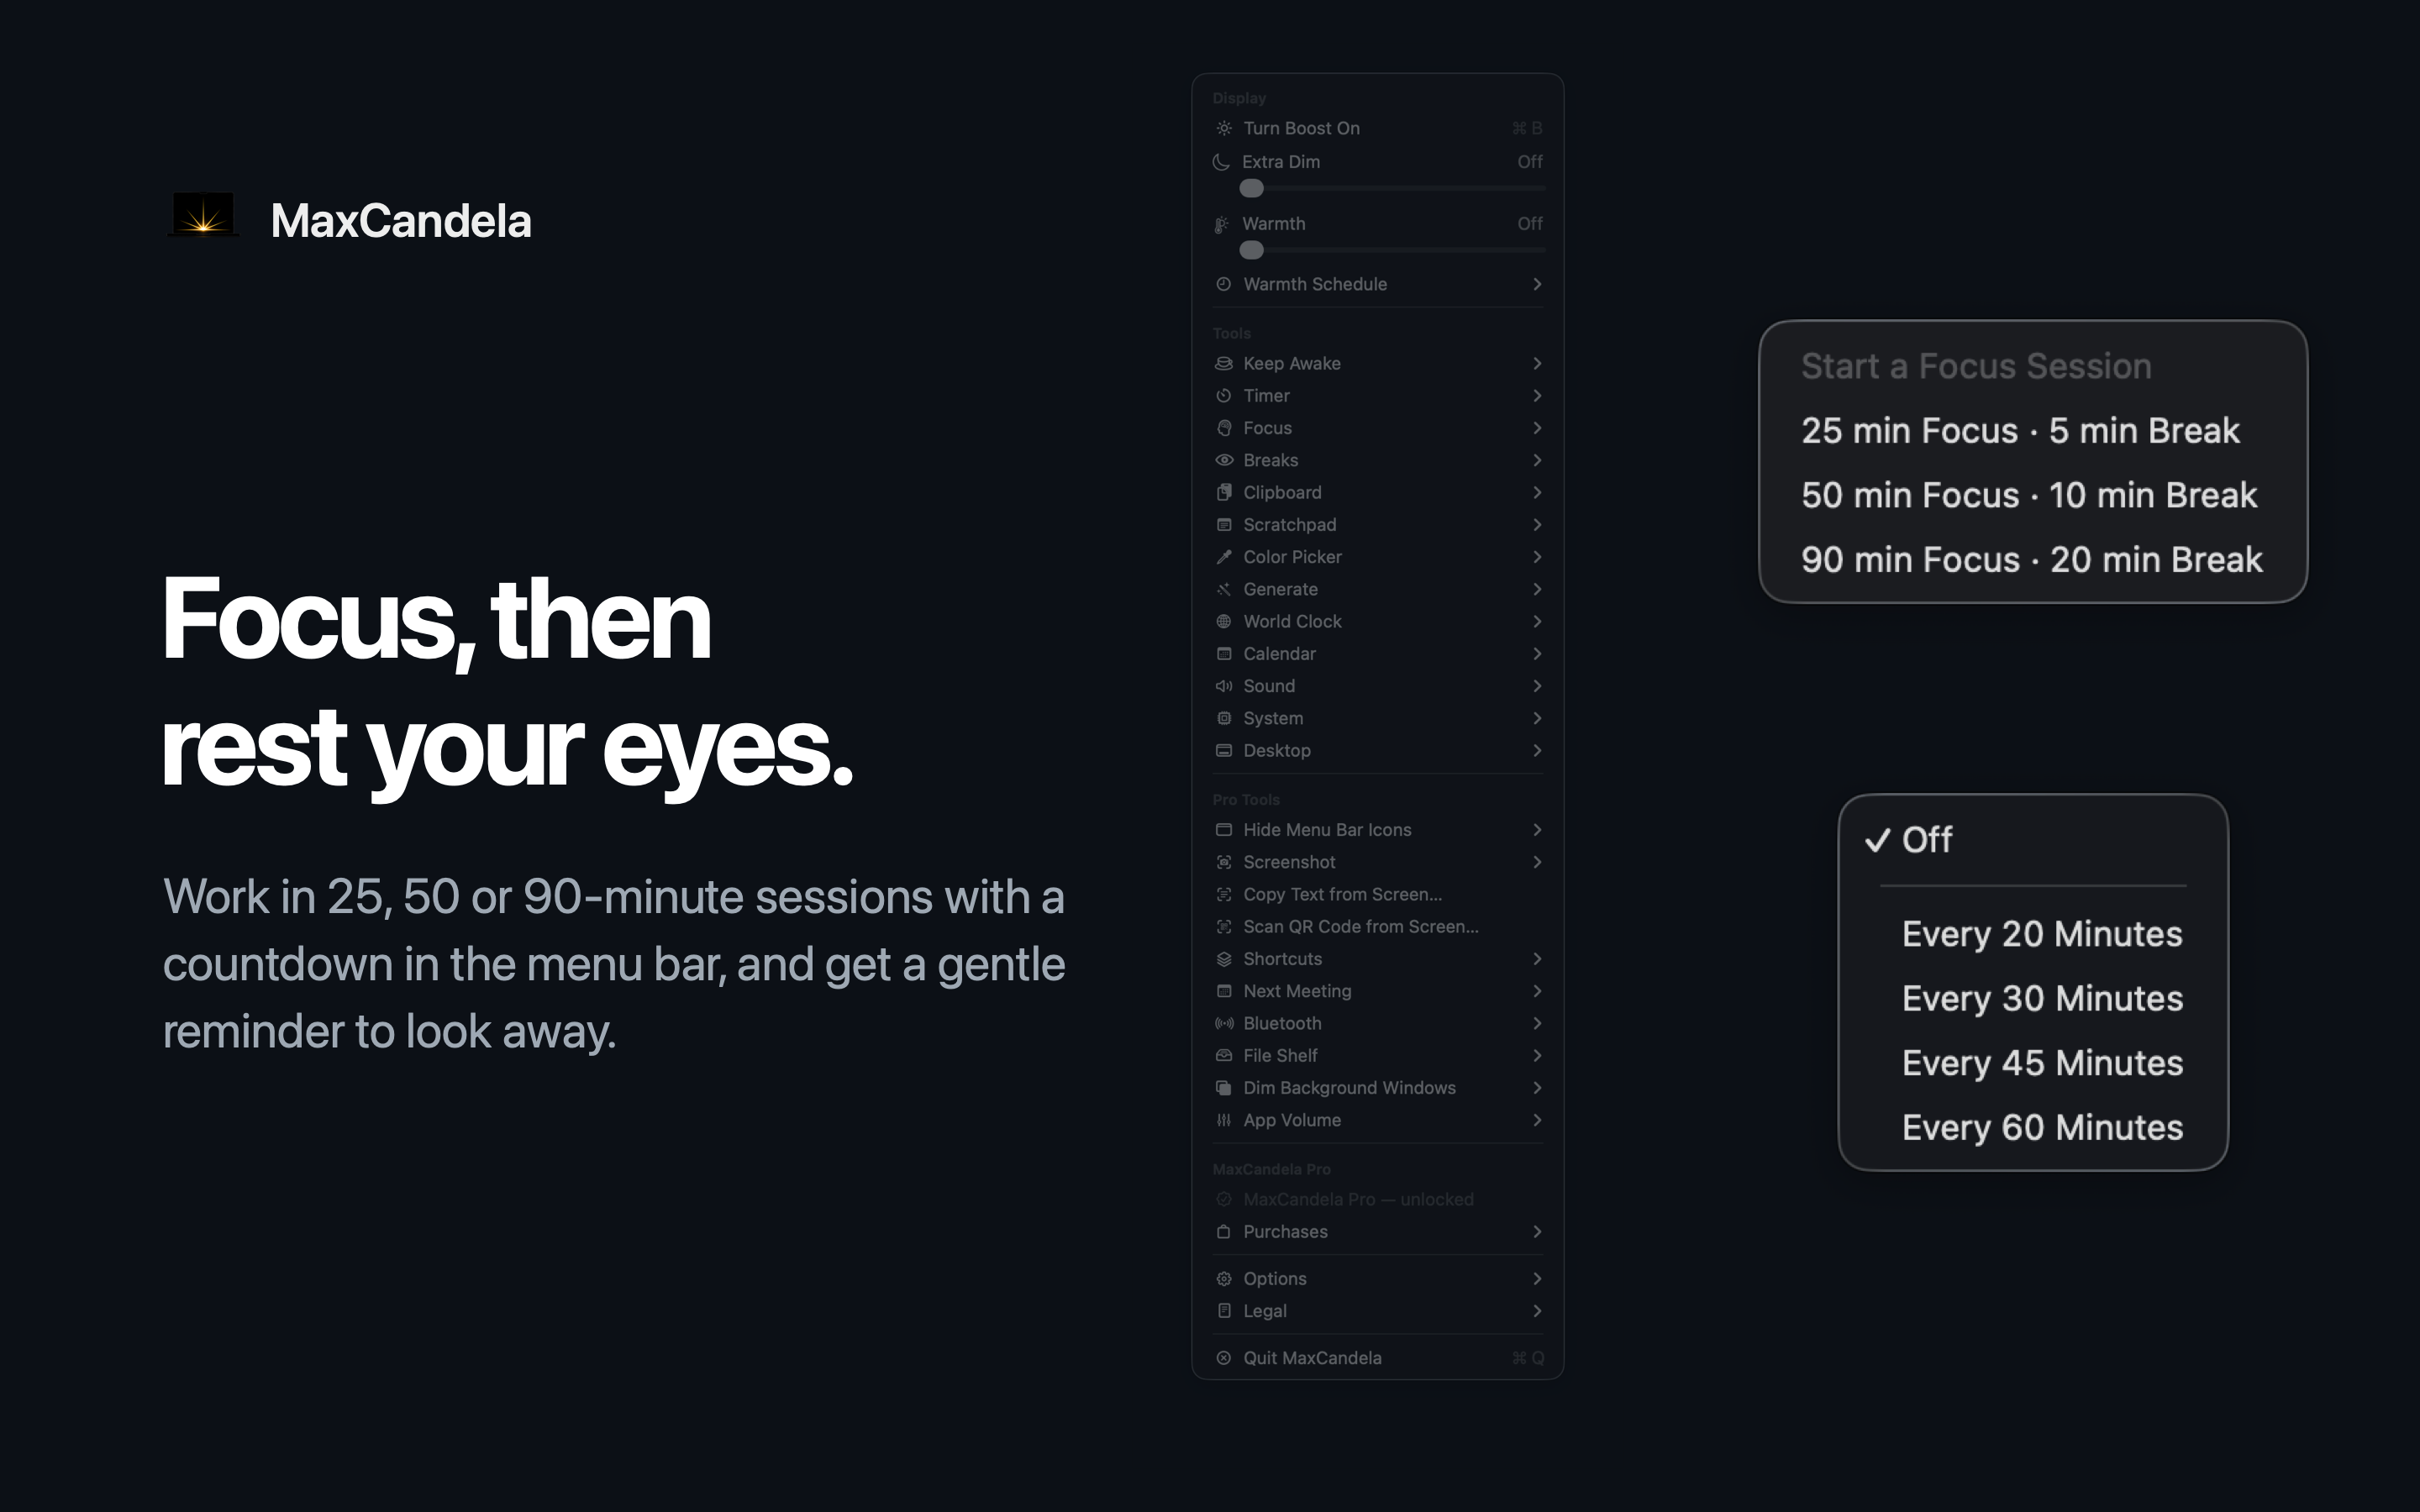 MaxCandela
Focus, then
rest your eyes.
Work in 25, 50 or 90-minute sessions with a
countdown in the menu bar, and get a gentle
reminder to look away.
Display
Turn Boost On ⌘ B
Extra Dim Off
Warmth Off
Warmth Schedule
Tools
Keep Awake
Timer
Focus
Breaks
Clipboard
Scratchpad
Color Picker
Generate
World Clock
Calendar
Sound
System
Desktop
Pro Tools
Hide Menu Bar Icons
Screenshot
Copy Text from Screen...
Scan QR Code from Screen...
Shortcuts
Next Meeting
Bluetooth
File Shelf
Dim Background Windows
App Volume
MaxCandela Pro
MaxCandela Pro — unlocked
Purchases
Options
Legal
Quit MaxCandela ⌘ Q
Start a Focus Session
25 min Focus · 5 min Break
50 min Focus · 10 min Break
90 min Focus · 20 min Break
✓ Off
Every 20 Minutes
Every 30 Minutes
Every 45 Minutes
Every 60 Minutes